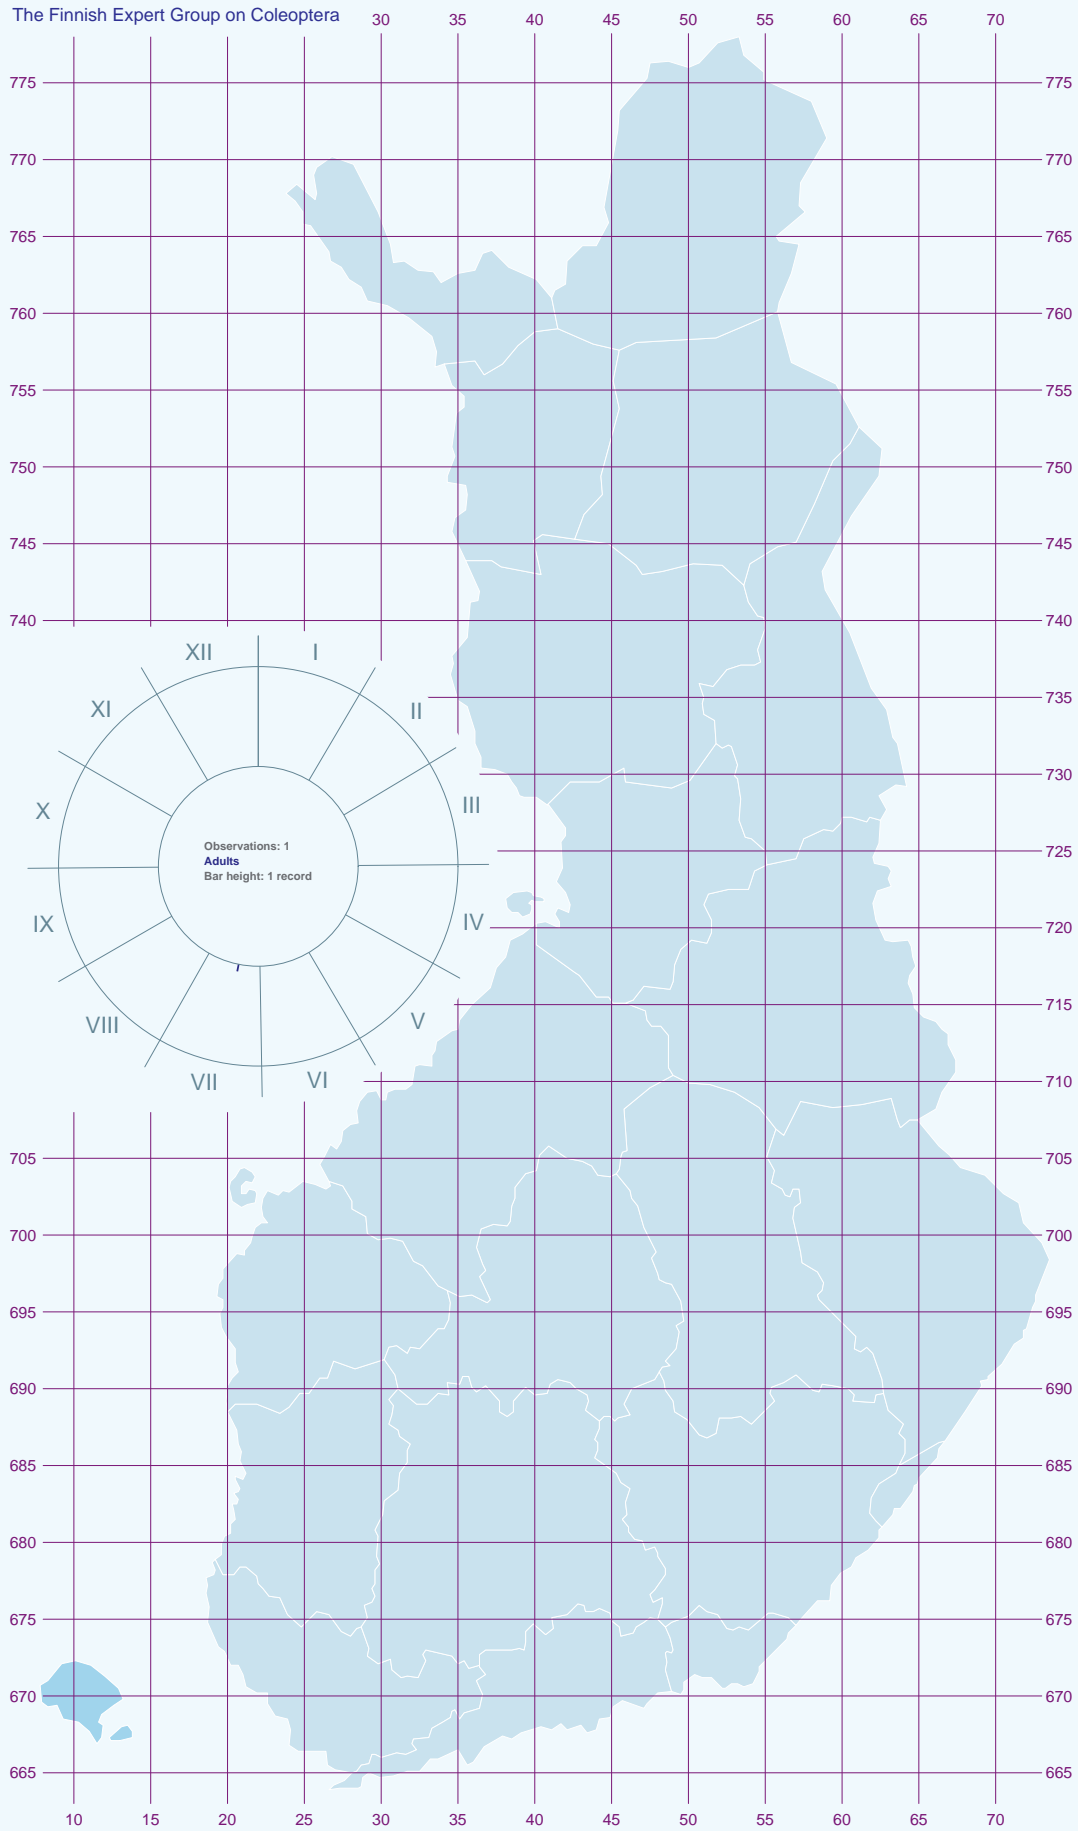 The Finnish Expert Group on Coleoptera
30 35 40 45 50 55 60 65 70
775 775
770 770
765 765
760 760
755 755
750 750
745 745
740 740
XII I
XI II
735
730
X III
Observations: 1
Adults
Bar height: 1 record
725
IX IV
720
715
VIII V
VII VI
710
705 705
700 700
695 695
690 690
685 685
680 680
675 675
670 670
665 665
10 15 20 25 30 35 40 45 50 55 60 65 70